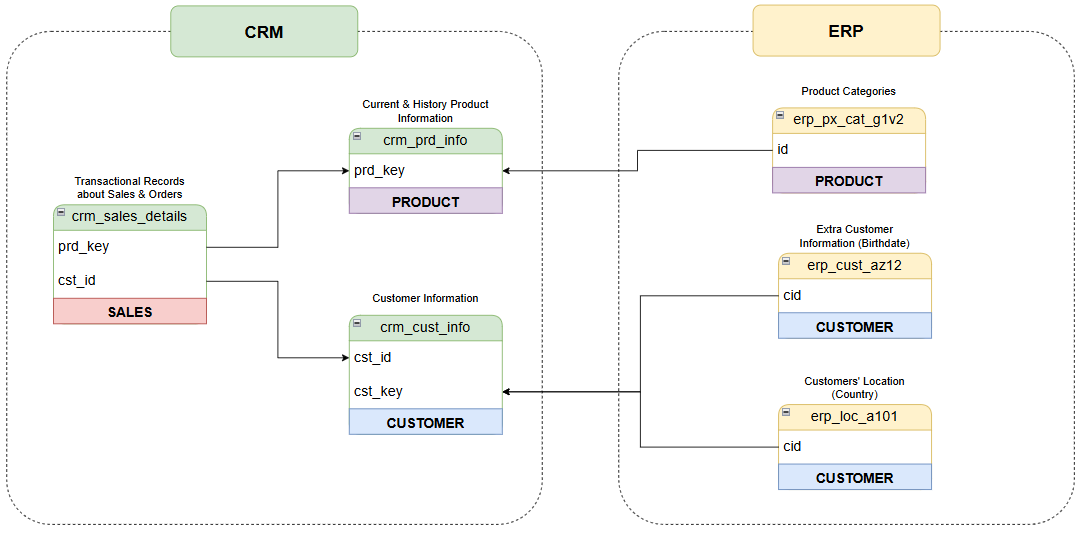 CRM
Current & History Product
Information
crm_prd_info
prd_key
PRODUCT
Transactional Records
about Sales & Orders
crm_sales_details
prd_key
cst_id
SALES
Customer Information
crm_cust_info
cst_id
cst_key
CUSTOMER
ERP
Product Categories
erp_px_cat_g1v2
id
PRODUCT
Extra Customer
Information (Birthdate)
erp_cust_az12
cid
CUSTOMER
Customers' Location
(Country)
erp_loc_a101
cid
CUSTOMER